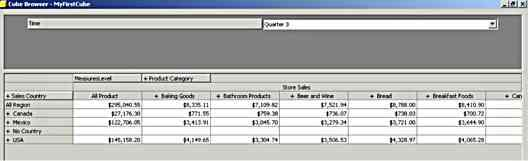 Cube Browser - MyFirstCube
Time Quarter 3
MeasuresLevel + Product Category
Store Sales
+ Sales Country All Product + Baking Goods + Bathroom Products + Beer and Wine + Bread + Breakfast Foods + Can
All Region $295,040.55 $8,335.11 $7,109.82 $7,521.94 $8,788.00 $8,410.90
+ Canada $27,176.30 $771.55 $759.38 $736.07 $738.03 $700.72
+ Mexico $122,706.05 $3,413.91 $3,045.70 $3,279.34 $3,721.00 $3,644.90
+ No Country
+ USA $145,158.20 $4,149.65 $3,304.74 $3,506.53 $4,328.97 $4,065.28